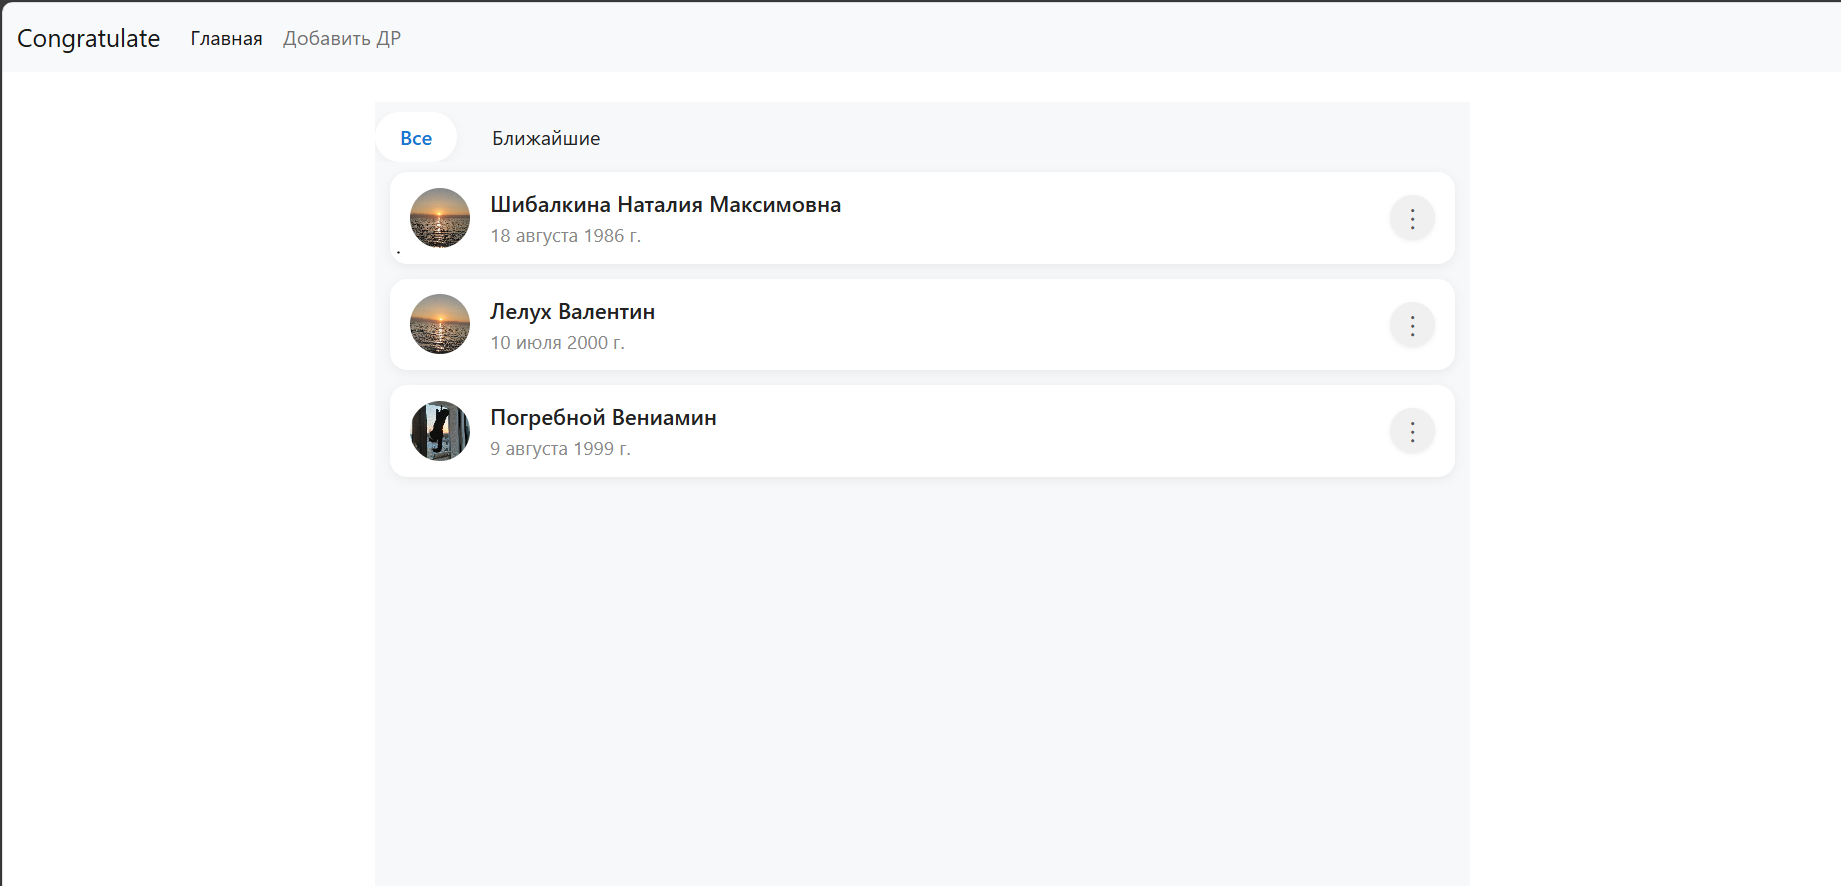 Congratulate Главная Добавить ДР
Все Ближайшие
Шибалкина Наталия Максимовна
18 августа 1986 г.
.
Лелух Валентин
10 июля 2000 г.
Погребной Вениамин
9 августа 1999 г.